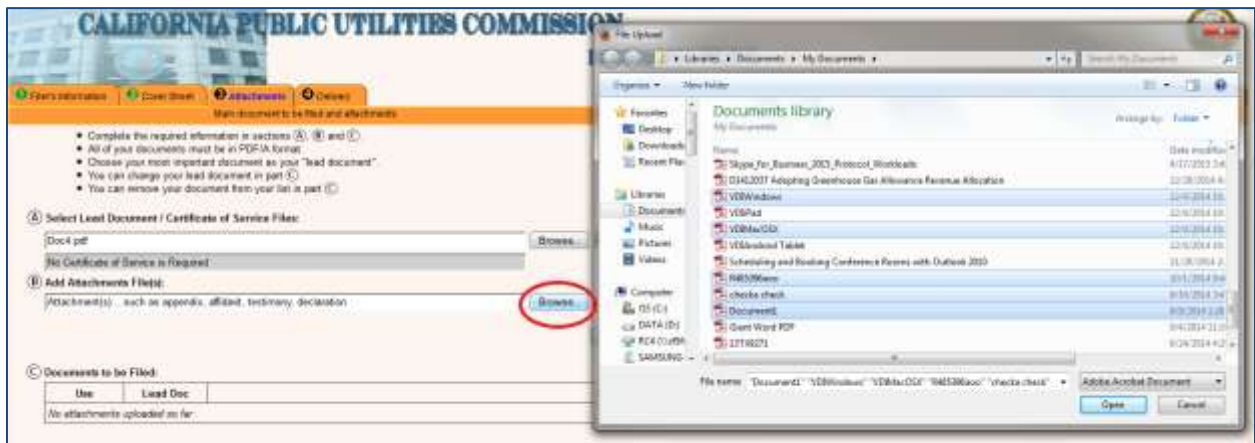 CALIFORNIA PUBLIC UTILITIES COMMISSION
Filer's Information
Cover Sheet
Attachments
Delivery
Main document to be filed and attachments
Complete the required information in sections (A), (B) and (C)
All of your documents must be in PDF/A format
Choose your most important document as your "lead document"
You can change your lead document in part (C)
You can remove your document from your list in part (C)
(A) Select Lead Document / Certificate of Service Files:
Doc4.pdf
Browse...
No Certificate of Service is Required
(B) Add Attachments File(s):
Attachment(s)... such as appendix, affidavit, testimony, declaration
Browse...
(C) Documents to be Filed:
Use Lead Doc
No attachments uploaded so far
File Upload
Libraries Documents My Documents
Search My Documents
Organize New folder
Favorites
Desktop
Downloads
Recent Places
Libraries
Documents
Music
Pictures
Videos
Computer
OS (C:)
DATA (D:)
SAMSUNG
Documents library
My Documents
Arrange by: Folder
Name
Date modified
Skype_for_Business_2015_Protocol_Workloads
D1412037 Adopting Greenhouse Gas Allowance Revenue Allocation
VDBWindows
VDBiPad
VDBMacOSX
VDBAndroid Tablet
Scheduling and Booking Conference Rooms with Outlook 2010
checka check
Document1
Giant Word PDF
File name:
Adobe Acrobat Document
Open
Cancel